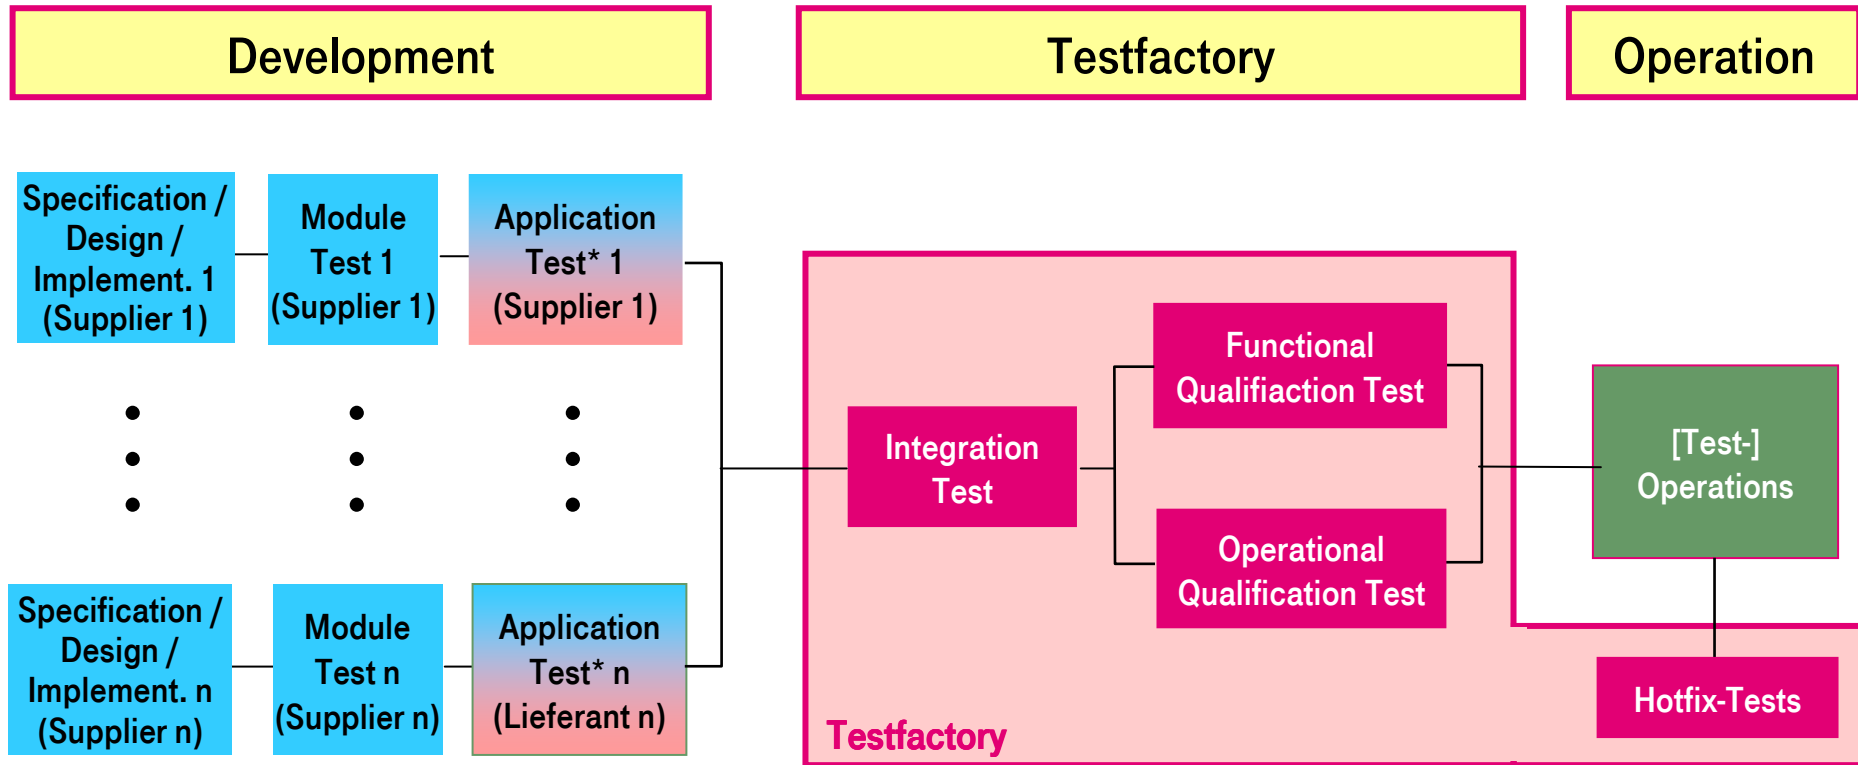 Development
Testfactory
Operation
Specification /
Design /
Implement. 1
(Supplier 1)
Module
Test 1
(Supplier 1)
Application
Test* 1
(Supplier 1)
Integration
Test
Functional
Qualifiaction Test
Operational
Qualification Test
[Test-]
Operations
Specification /
Design /
Implement. n
(Supplier n)
Module
Test n
(Supplier n)
Application
Test* n
(Lieferant n)
Testfactory
Hotfix-Tests